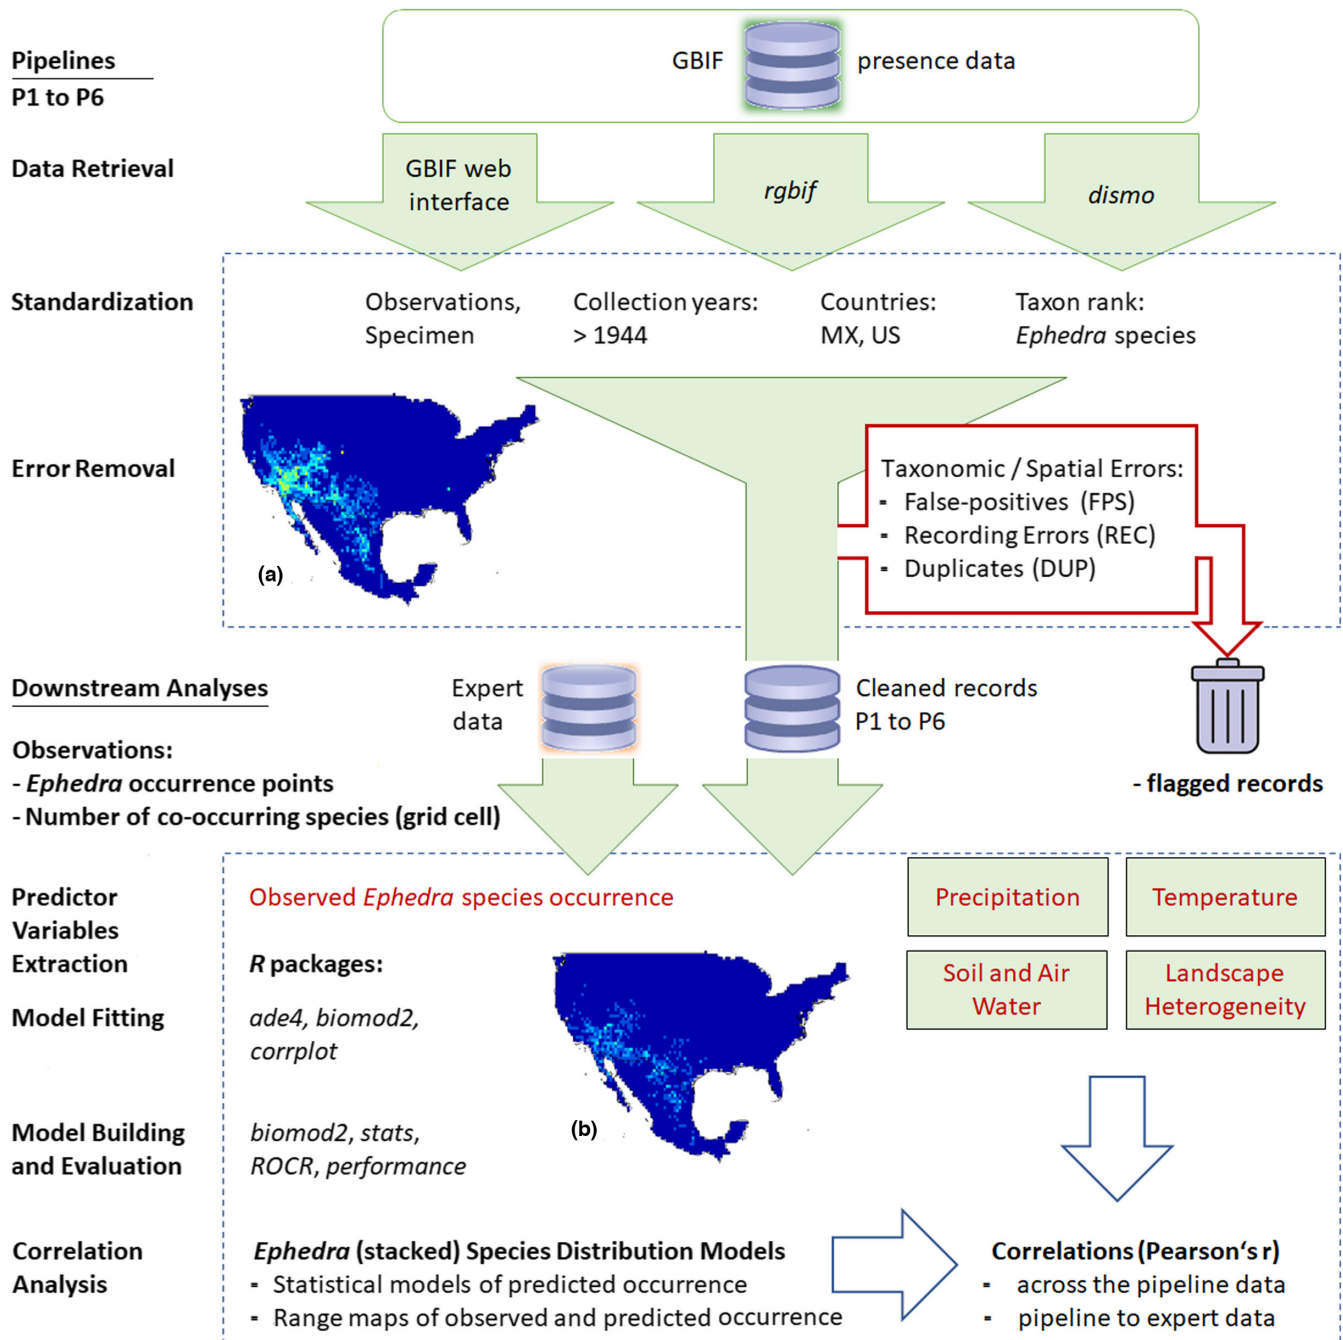 Pipelines
P1 to P6
GBIF
presence data
Data Retrieval
GBIF web
interface
rgbif
dismo
Standardization
Observations,
Specimen
Collection years:
> 1944
Countries:
MX, US
Taxon rank:
Ephedra species
Error Removal
(a)
Taxonomic / Spatial Errors:
- False-positives (FPS)
- Recording Errors (REC)
- Duplicates (DUP)
Downstream Analyses
Expert
data
Cleaned records
P1 to P6
Observations:
- Ephedra occurrence points
- Number of co-occurring species (grid cell)
- flagged records
Predictor
Variables
Extraction
Observed Ephedra species occurrence
Precipitation
Temperature
Soil and Air
Water
Landscape
Heterogeneity
R packages:
Model Fitting
ade4, biomod2,
corrplot
(b)
Model Building
and Evaluation
biomod2, stats,
ROCR, performance
Correlation
Analysis
Ephedra (stacked) Species Distribution Models
- Statistical models of predicted occurrence
- Range maps of observed and predicted occurrence
Correlations (Pearson‘s r)
- across the pipeline data
- pipeline to expert data